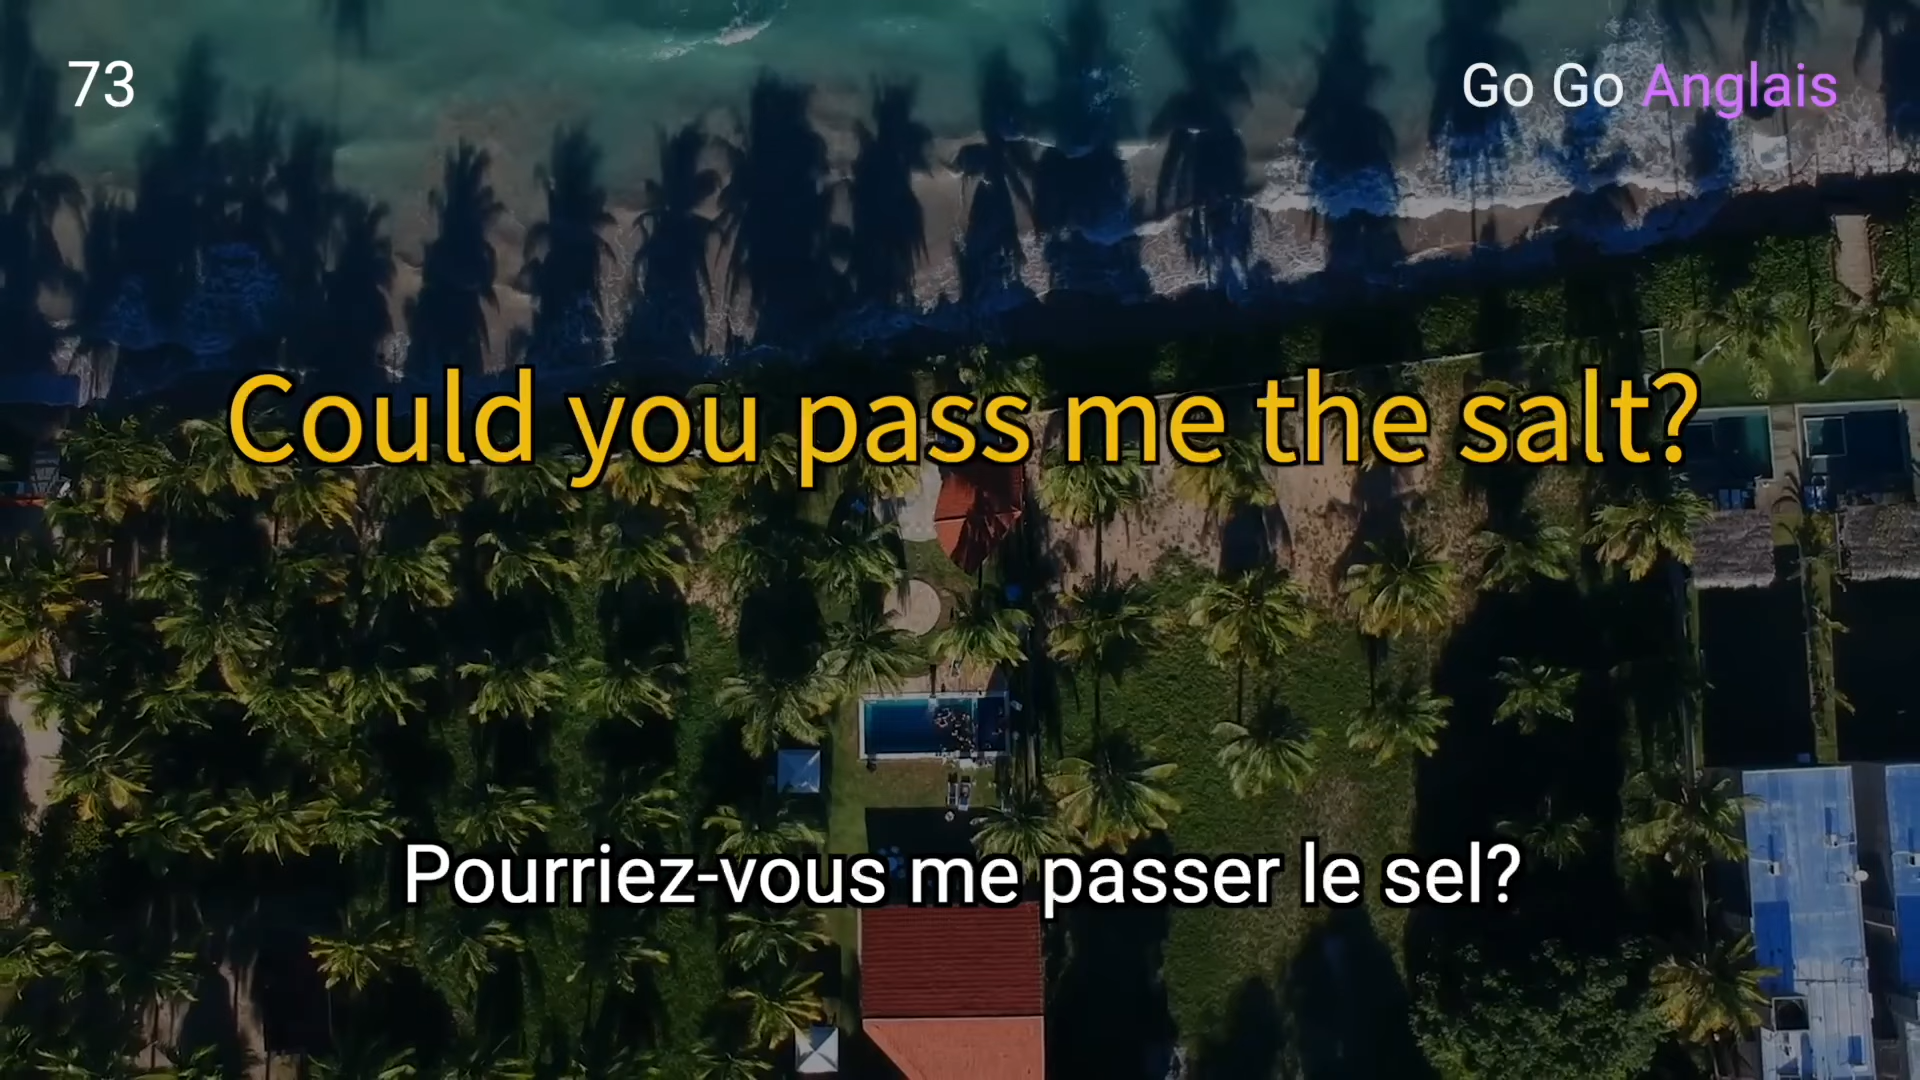 73
Go Go Anglais
Could you pass me the salt?
Pourriez-vous me passer le sel?